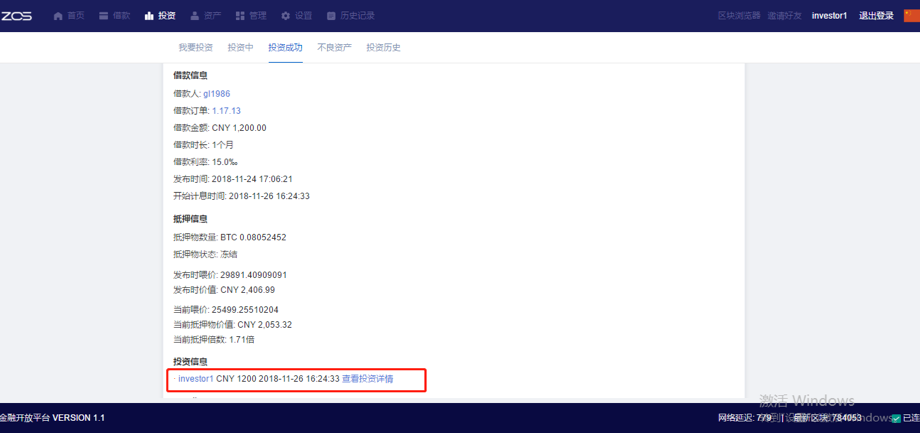 ZOS 首页 借款 投资 资产 管理 设置 历史记录 区块浏览器 邀请好友 investor1 退出登录
我要投资 投资中 投资成功 不良资产 投资历史
借款信息
借款人: gl1986
借款订单: 1.17.13
借款金额: CNY 1,200.00
借款时长: 1个月
借款利率: 15.0‰
发布时间: 2018-11-24 17:06:21
开始计息时间: 2018-11-26 16:24:33
抵押信息
抵押物数量: BTC 0.08052452
抵押物状态: 冻结
发布时喂价: 29891.40909091
发布时价值: CNY 2,406.99
当前喂价: 25499.25510204
当前抵押物价值: CNY 2,053.32
当前抵押倍数: 1.71倍
投资信息
investor1 CNY 1200 2018-11-26 16:24:33 查看投资详情
激活 Windows
金融开放平台 VERSION 1.1 网络延迟: 779 最新区块: 784053 已连